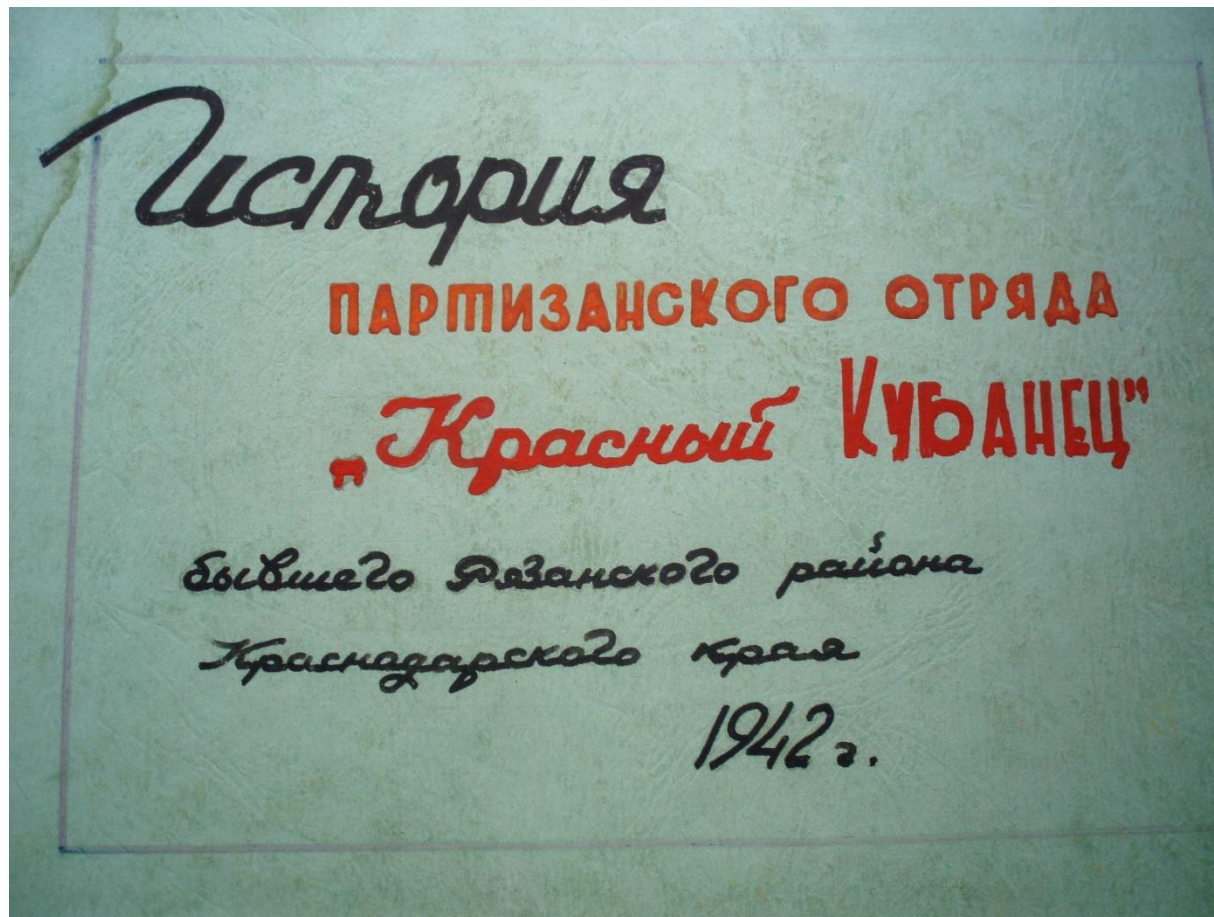 История
ПАРТИЗАНСКОГО ОТРЯДА
„Красный КУБАНЕЦ”
бывшего Рязанского района
Краснодарского края
1942 г.